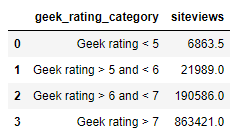 geek_rating_category siteviews
0 Geek rating < 5 6863.5
1 Geek rating > 5 and < 6 21989.0
2 Geek rating > 6 and < 7 190586.0
3 Geek rating > 7 863421.0